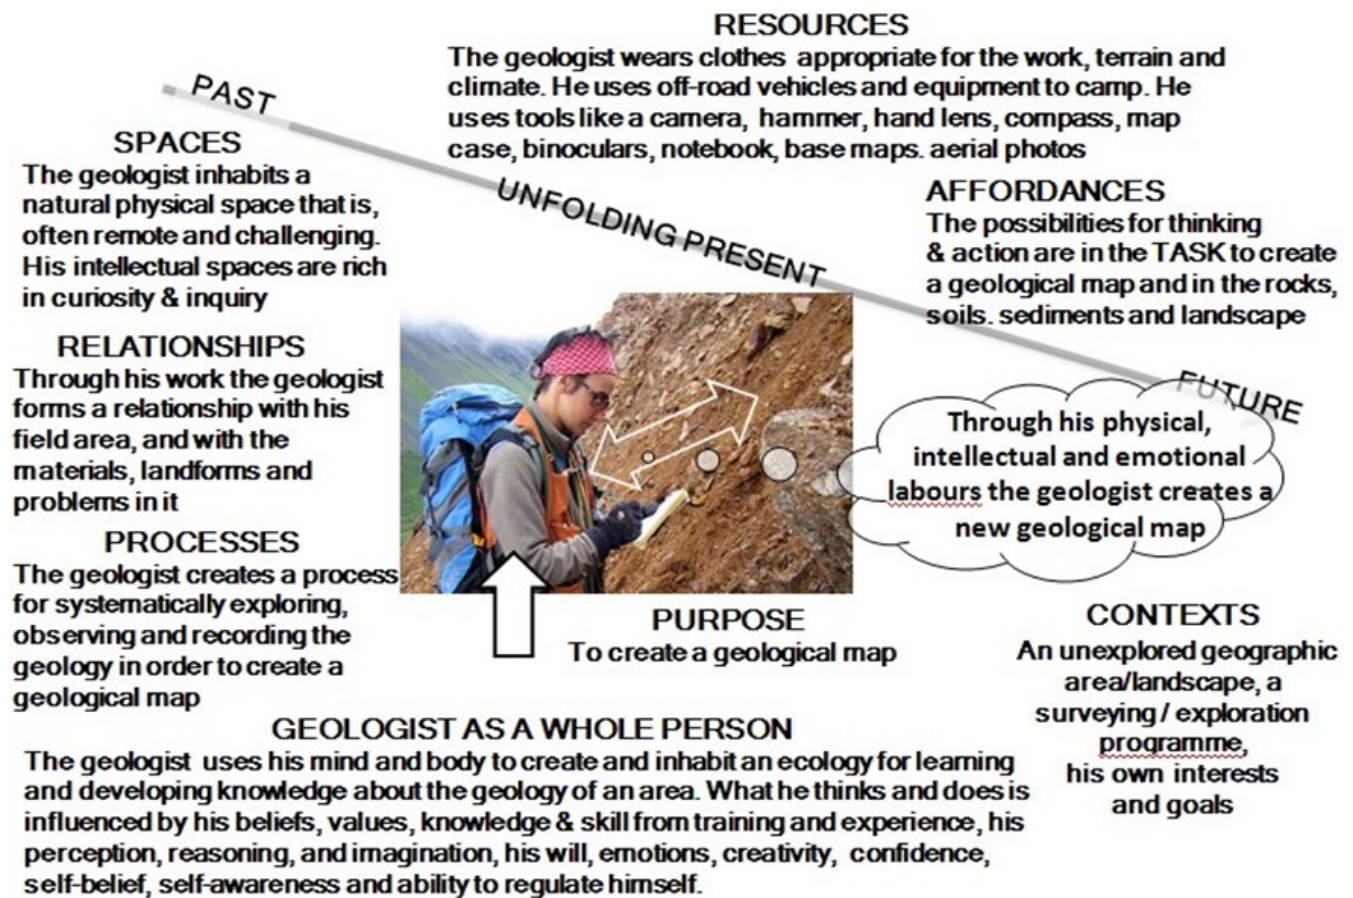 RESOURCES
The geologist wears clothes appropriate for the work, terrain and
climate. He uses off-road vehicles and equipment to camp. He
uses tools like a camera, hammer, hand lens, compass, map
case, binoculars, notebook, base maps. aerial photos
PAST
UNFOLDING PRESENT
FUTURE
SPACES
The geologist inhabits a
natural physical space that is,
often remote and challenging.
His intellectual spaces are rich
in curiosity & inquiry
AFFORDANCES
The possibilities for thinking
& action are in the TASK to create
a geological map and in the rocks,
soils. sediments and landscape
RELATIONSHIPS
Through his work the geologist
forms a relationship with his
field area, and with the
materials, landforms and
problems in it
Through his physical,
intellectual and emotional
labours the geologist creates a
new geological map
PROCESSES
The geologist creates a process
for systematically exploring,
observing and recording the
geology in order to create a
geological map
PURPOSE
To create a geological map
CONTEXTS
An unexplored geographic
area/landscape, a
surveying / exploration
programme,
his own interests
and goals
GEOLOGIST AS A WHOLE PERSON
The geologist uses his mind and body to create and inhabit an ecology for learning
and developing knowledge about the geology of an area. What he thinks and does is
influenced by his beliefs, values, knowledge & skill from training and experience, his
perception, reasoning, and imagination, his will, emotions, creativity, confidence,
self-belief, self-awareness and ability to regulate himself.